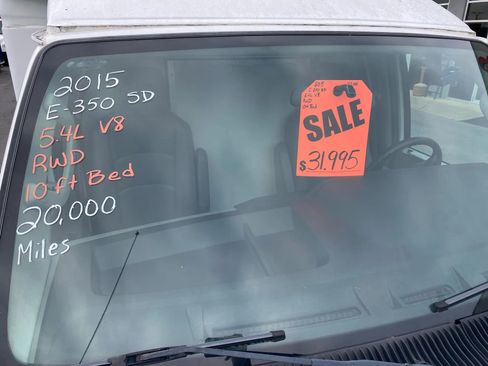 2015
E-350 SD
5.4L V8
RWD
10 ft Bed
20,000
Miles
SALE
$31,995